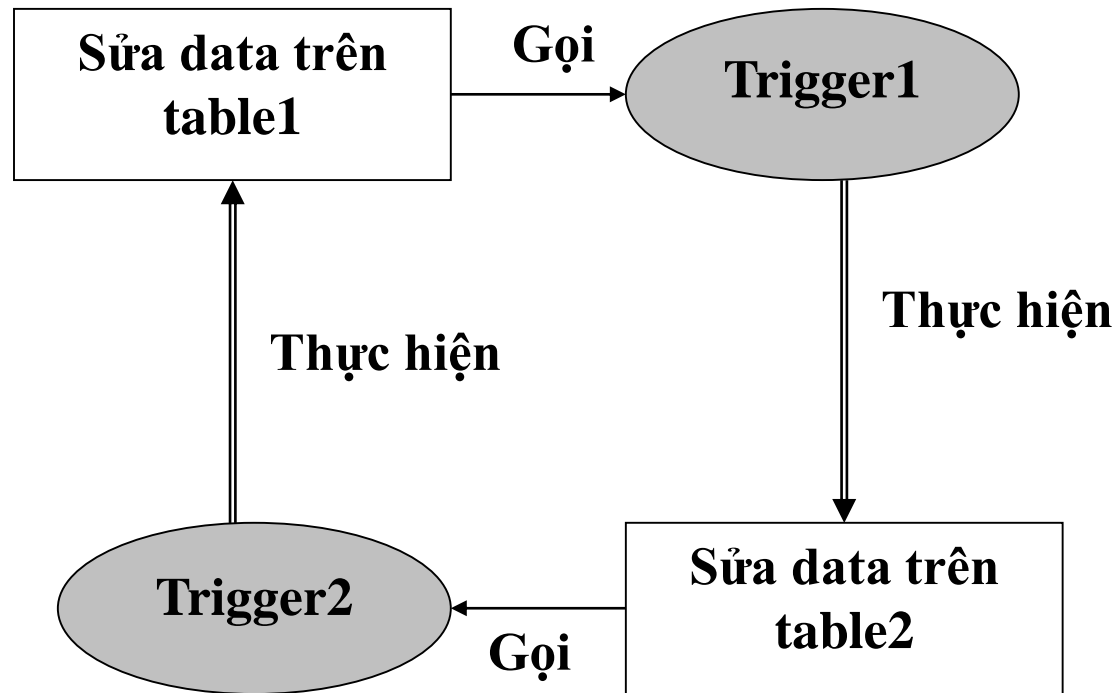 Sửa data trên
table1
Gọi
Trigger1
Thực hiện
Thực hiện
Trigger2
Gọi
Sửa data trên
table2